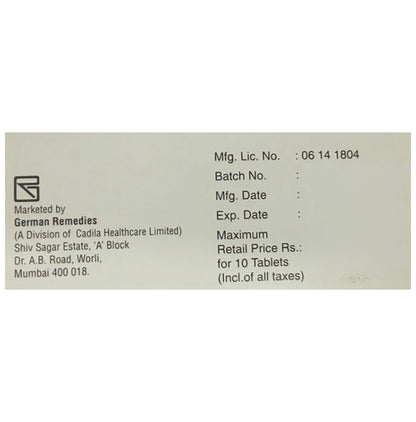 Marketed by
German Remedies
(A Division of Cadila Healthcare Limited)
Shiv Sagar Estate, 'A' Block
Dr. A.B. Road, Worli,
Mumbai 400 018.
Mfg. Lic. No. : 06 14 1804
Batch No. :
Mfg. Date :
Exp. Date :
Maximum
Retail Price Rs.:
for 10 Tablets
(Incl.of all taxes)